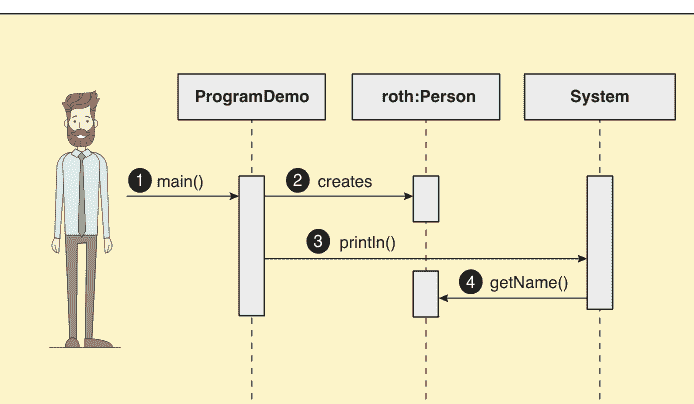 ProgramDemo
roth:Person
System
1 main()
2 creates
3 println()
4 getName()